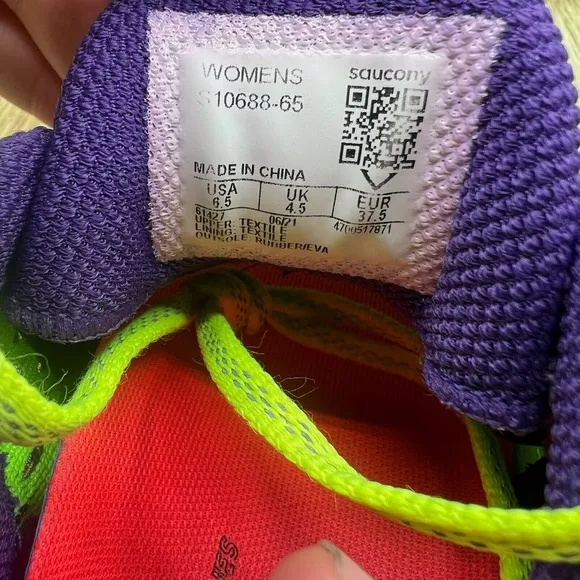 WOMENS saucony
S10688-65
MADE IN CHINA
USA UK EUR
6.5 4.5 37.5
61427 06/21 4700517871
UPPER: TEXTILE
LINING: TEXTILE
OUTSOLE: RUBBER/EVA